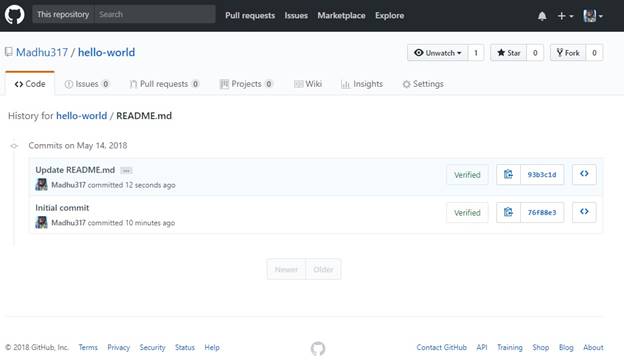 This repository Search Pull requests Issues Marketplace Explore
Madhu317 / hello-world Unwatch 1 Star 0 Fork 0
Code Issues 0 Pull requests 0 Projects 0 Wiki Insights Settings
History for hello-world / README.md
Commits on May 14, 2018
Update README.md ...
Verified 93b3c1d
Madhu317 committed 12 seconds ago
Initial commit
Verified 76f88e3
Madhu317 committed 10 minutes ago
Newer Older
© 2018 GitHub, Inc. Terms Privacy Security Status Help Contact GitHub API Training Shop Blog About